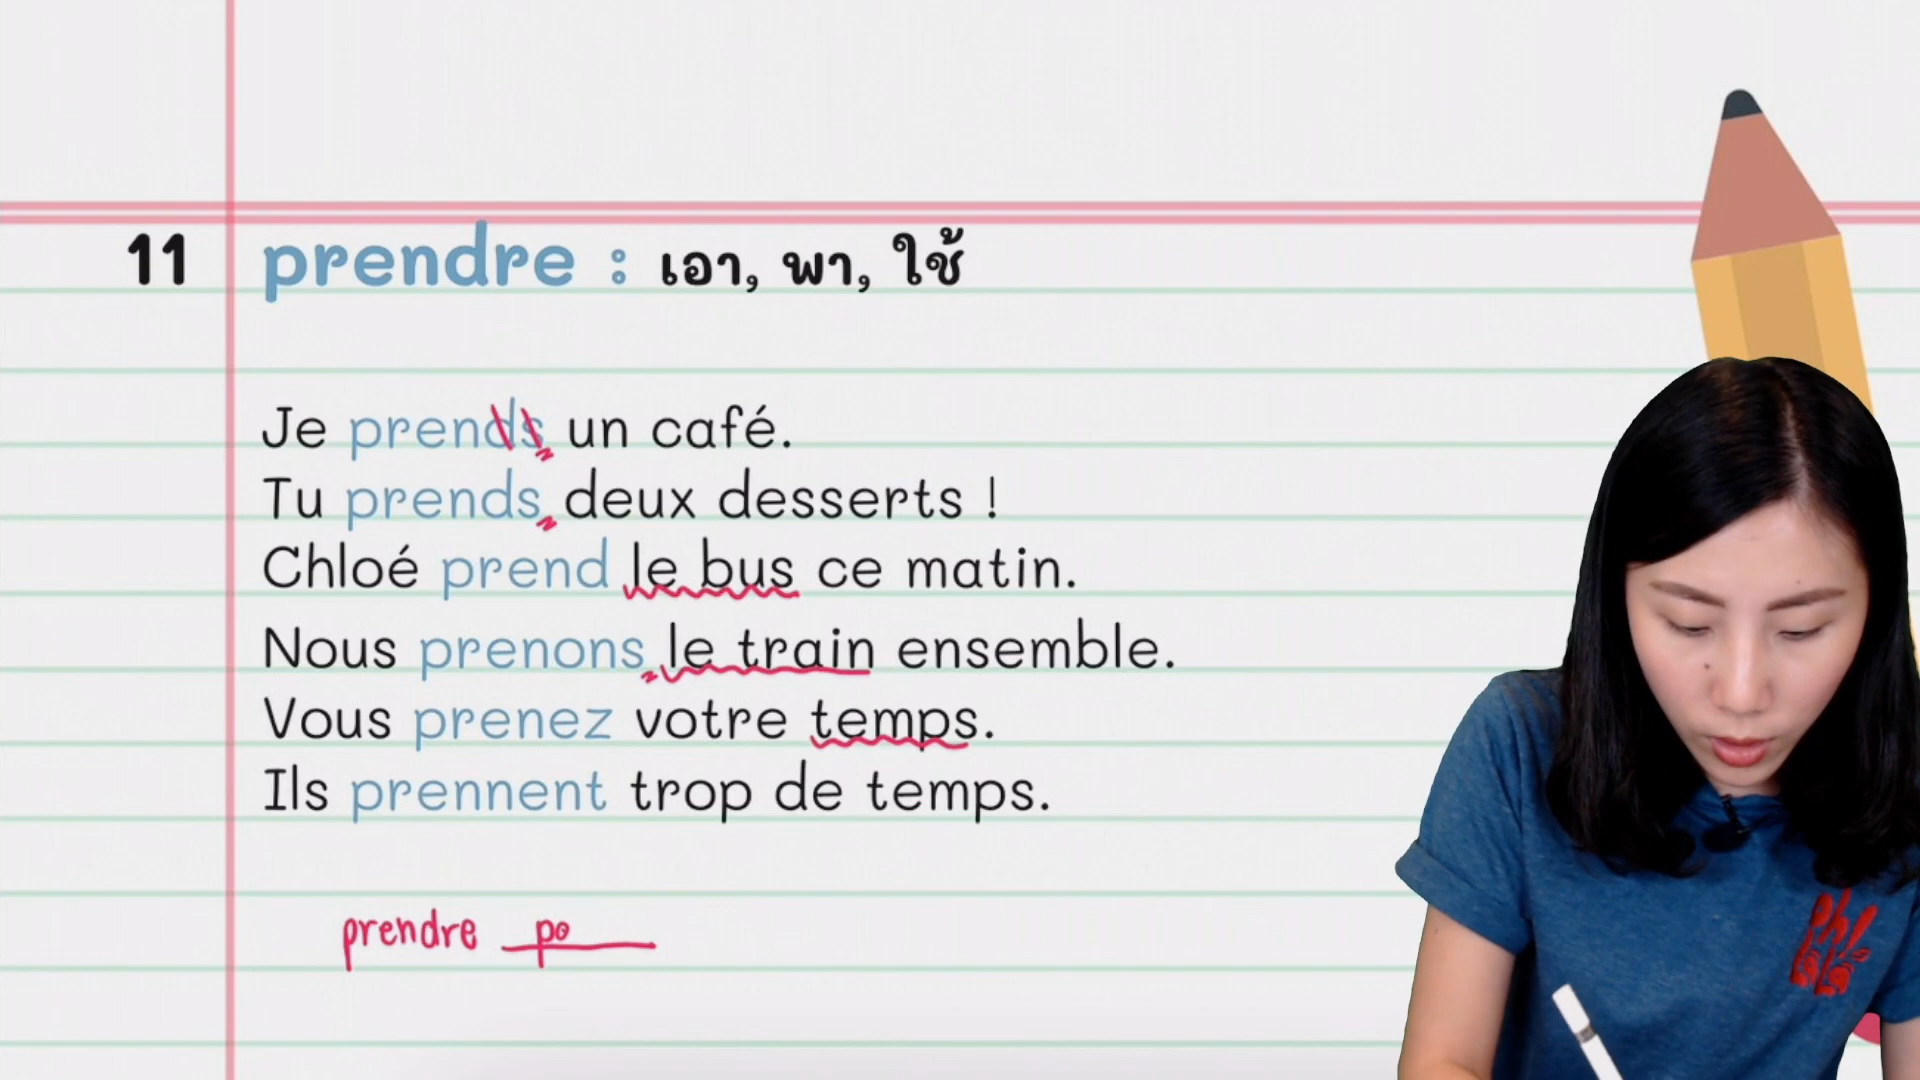 11 prendre : เอา, พา, ใช้
Je prends un café.
Tu prends deux desserts !
Chloé prend le bus ce matin.
Nous prenons le train ensemble.
Vous prenez votre temps.
Ils prennent trop de temps.
prendre po